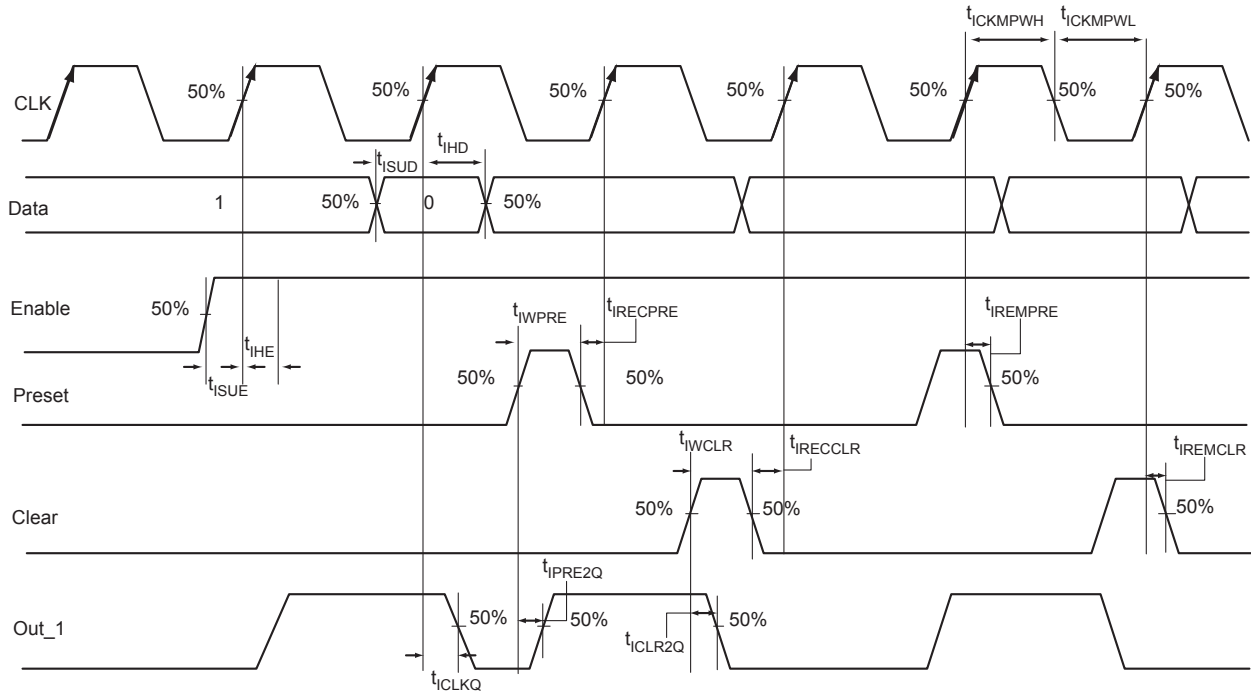 tICKMPWH tICKMPWL
CLK 50% 50% 50% 50% 50% 50% 50%
tISUD tIHD
Data 1 50% 0 50%
Enable 50%
tIHE
tISUE
tIWPRE tIRECPRE tIREMPRE
Preset 50% 50% 50%
tIWCLR tIRECCLR tIREMCLR
Clear 50% 50% 50%
tIPRE2Q
Out_1 50% 50% 50%
tICLR2Q
tICLKQ